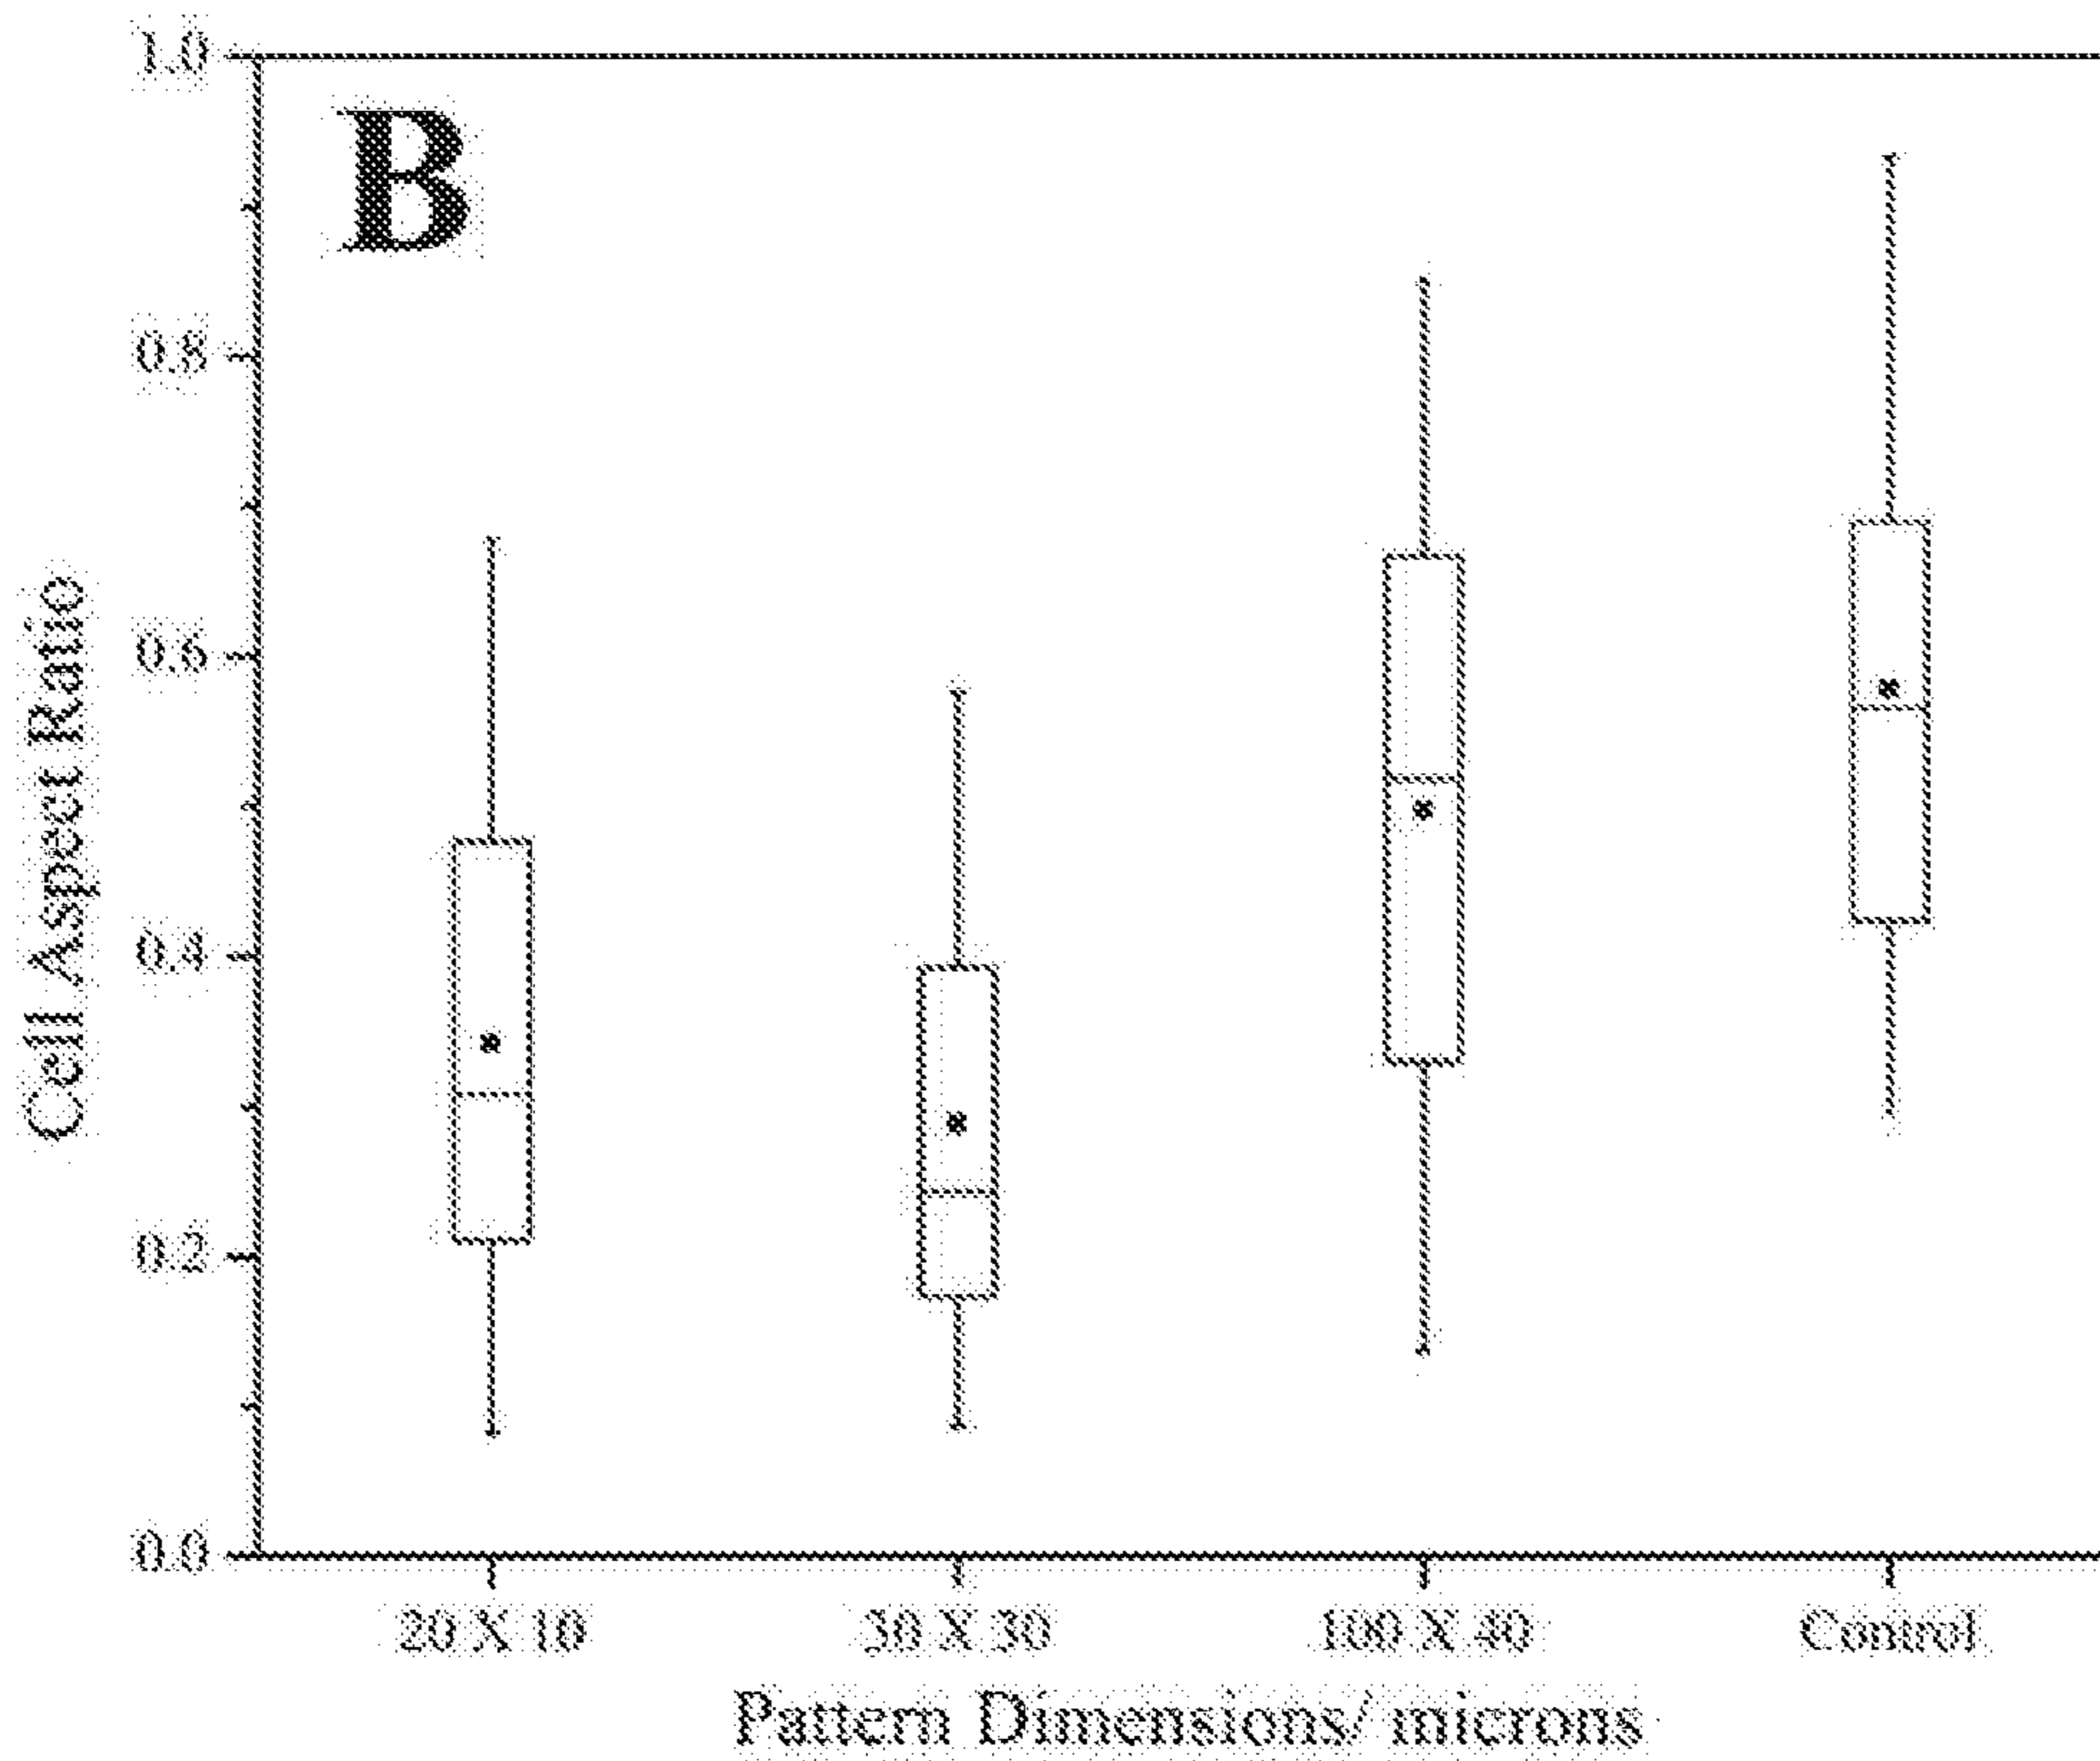 1.0
B
0.8
0.6
0.4
0.2
0.0
Cell Aspect Ratio
20 X 10
30 X 30
100 X 40
Control
Pattern Dimensions/ microns